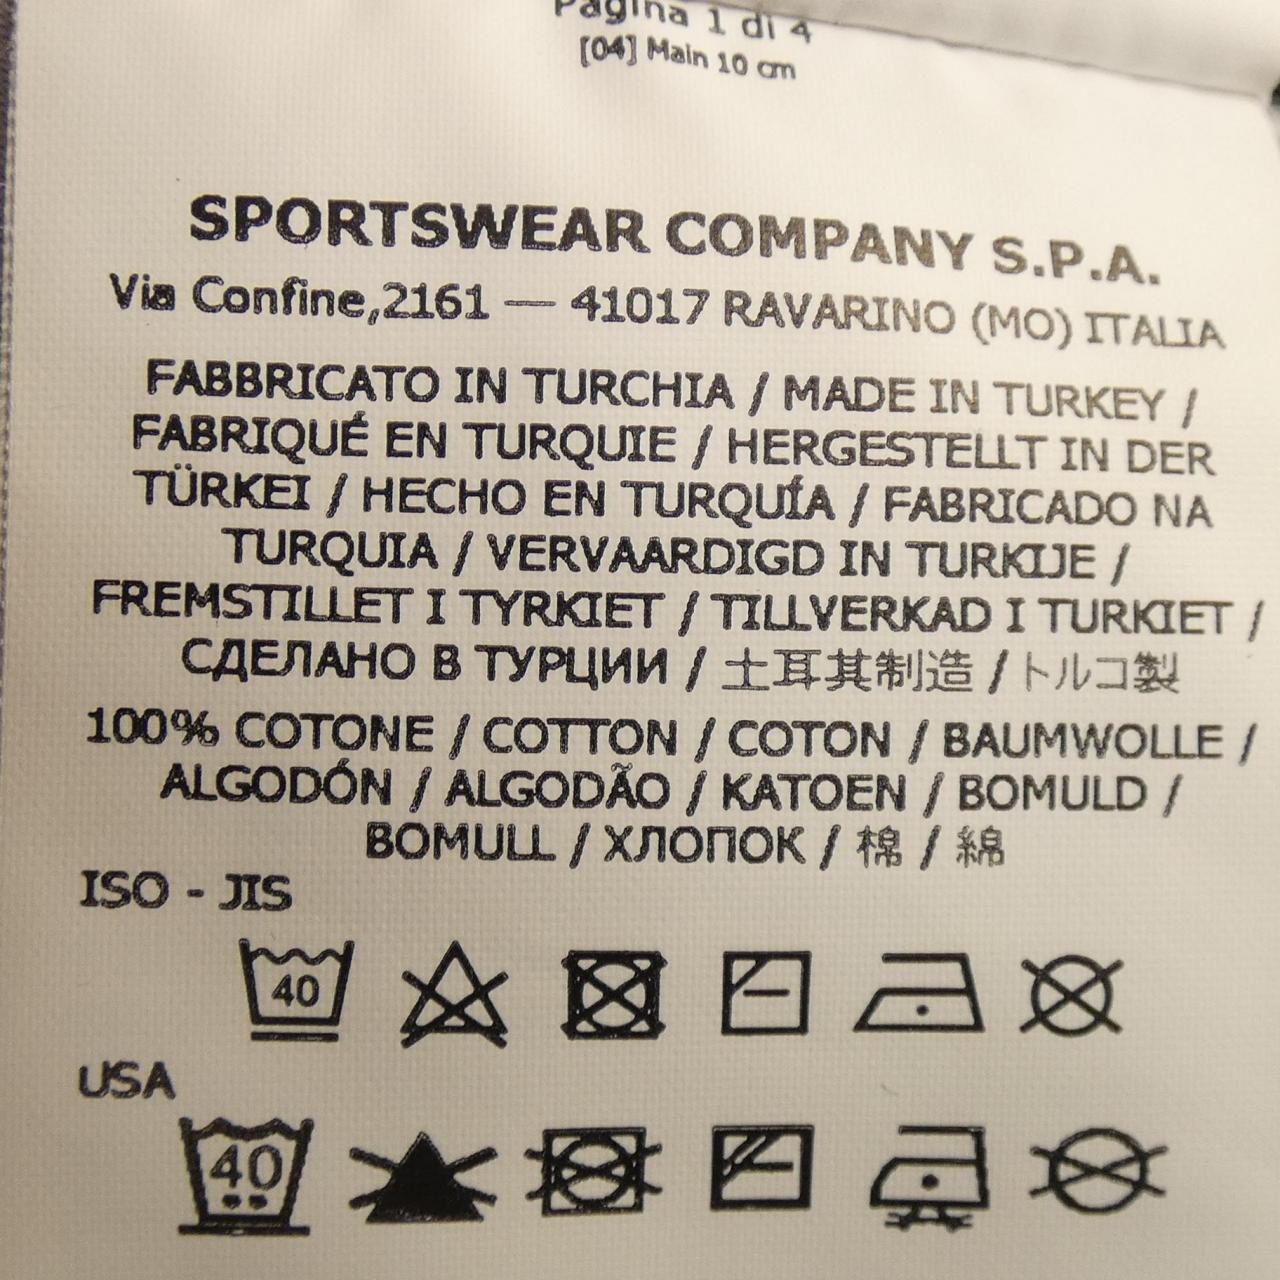 Pagina 1 di 4
[04] Main 10 cm
SPORTSWEAR COMPANY S.P.A.
Via Confine,2161 — 41017 RAVARINO (MO) ITALIA
FABBRICATO IN TURCHIA / MADE IN TURKEY /
FABRIQUÉ EN TURQUIE / HERGESTELLT IN DER
TÜRKEI / HECHO EN TURQUÍA / FABRICADO NA
TURQUIA / VERVAARDIGD IN TURKIJE /
FREMSTILLET I TYRKIET / TILLVERKAD I TURKIET /
СДЕЛАНО В ТУРЦИИ / 土耳其制造 / トルコ製
100% COTONE / COTTON / COTON / BAUMWOLLE /
ALGODÓN / ALGODÃO / KATOEN / BOMULD /
BOMULL / ХЛОПОК / 棉 / 綿
ISO - JIS
40
USA
40